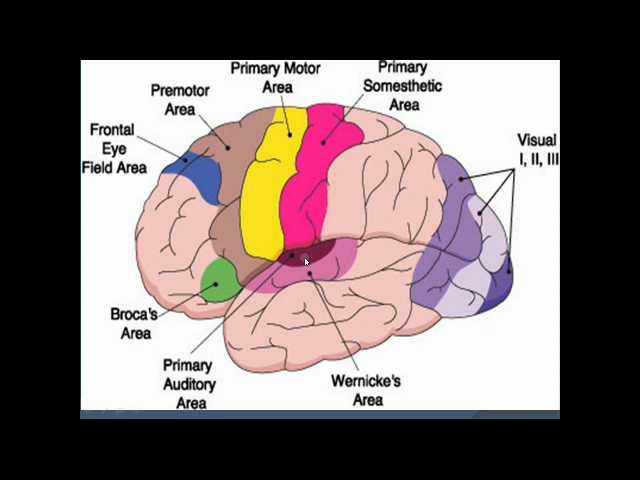 Primary Motor
Area
Primary
Somesthetic
Area
Premotor
Area
Frontal
Eye
Field Area
Visual
I, II, III
Broca's
Area
Primary
Auditory
Area
Wernicke's
Area